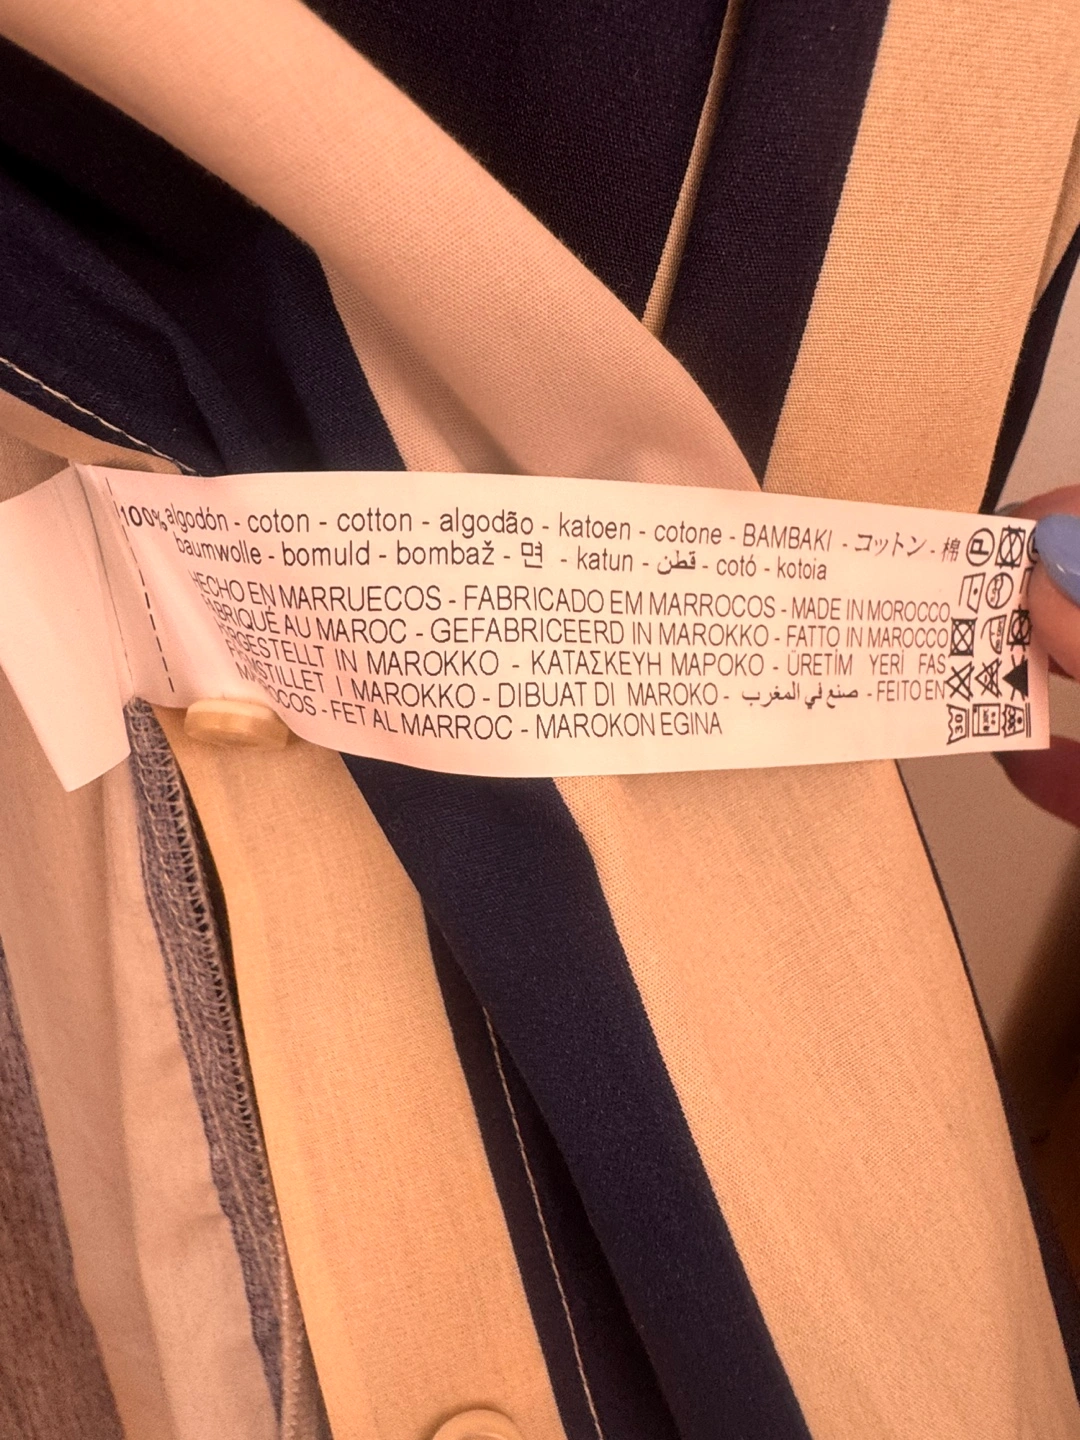 100% algodón - coton - cotton - algodão - katoen - cotone - BAMBAKI - コットン - 棉
baumwolle - bomuld - bombaž - 면 - katun - قطن - cotó - kotoia
HECHO EN MARRUECOS - FABRICADO EM MARROCOS - MADE IN MOROCCO
FABRIQUÉ AU MAROC - GEFABRICEERD IN MAROKKO - FATTO IN MAROCCO
IN MAROKKO - ΚΑΤΑΣΚΕΥΗ ΜΑΡΟΚΟ - ÜRETİM YERİ FAS
I MAROKKO - DIBUAT DI MAROKO - صنع في المغرب - FEITO EN
MARROCOS - FET AL MARROC - MAROKON EGINA
P
30